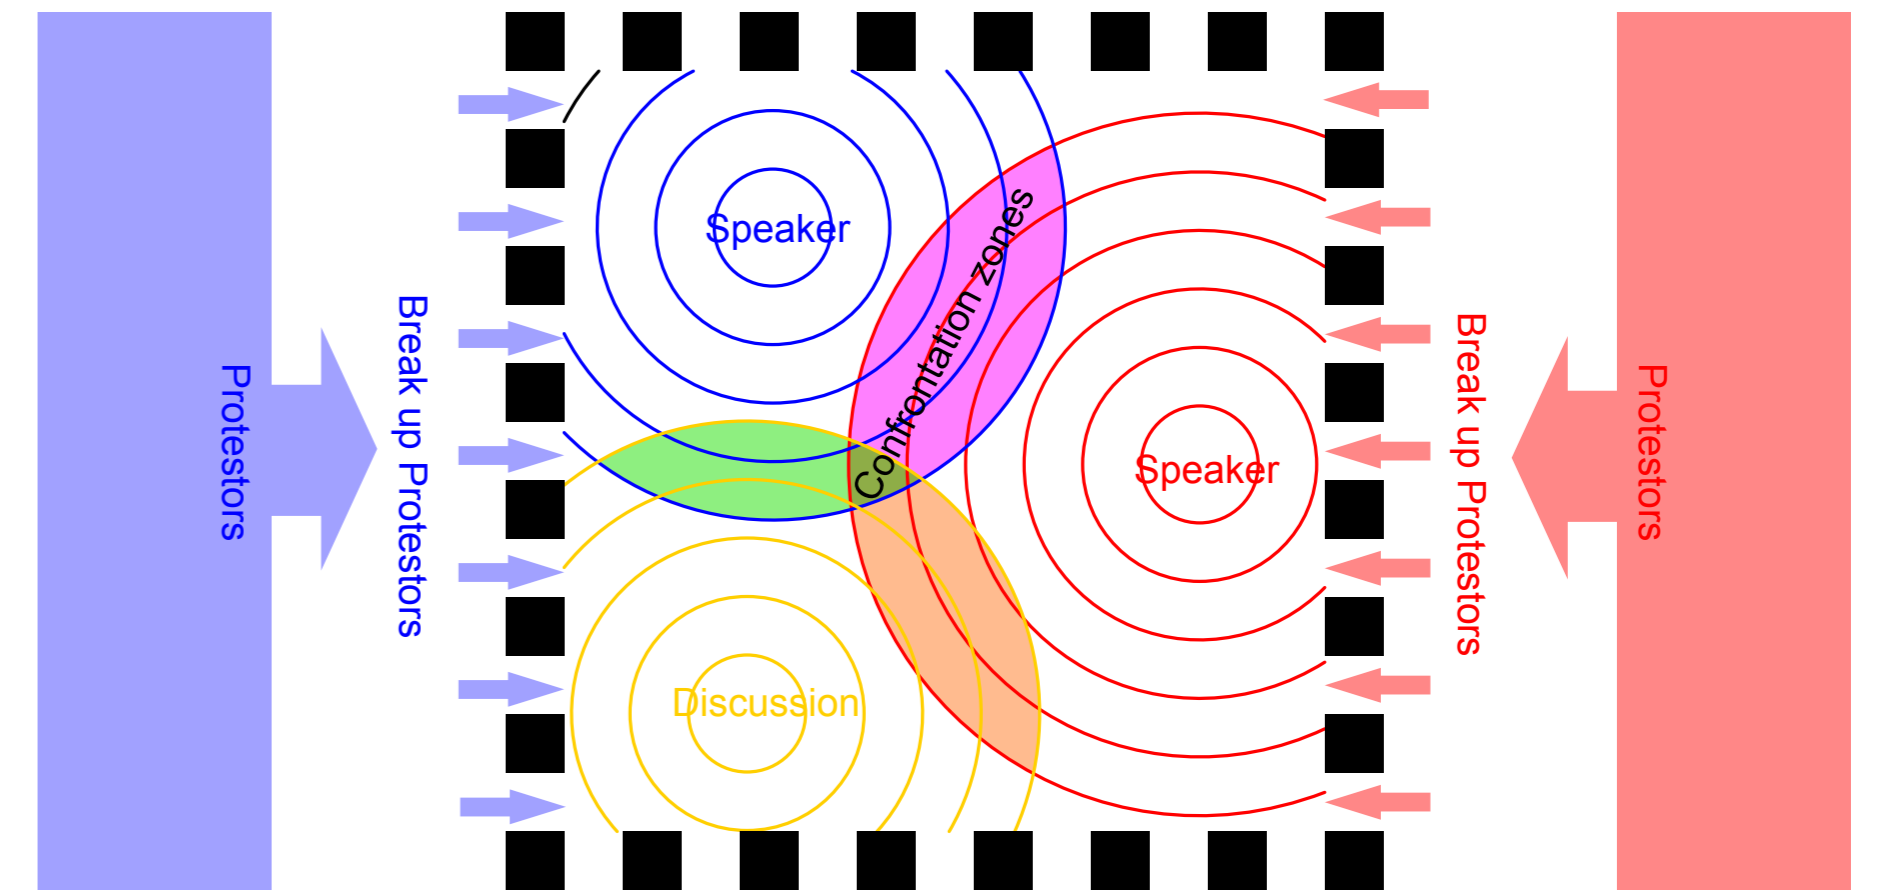 Protestors
Break up Protestors
Speaker
Confrontation zones
Speaker
Discussion
Break up Protestors
Protestors